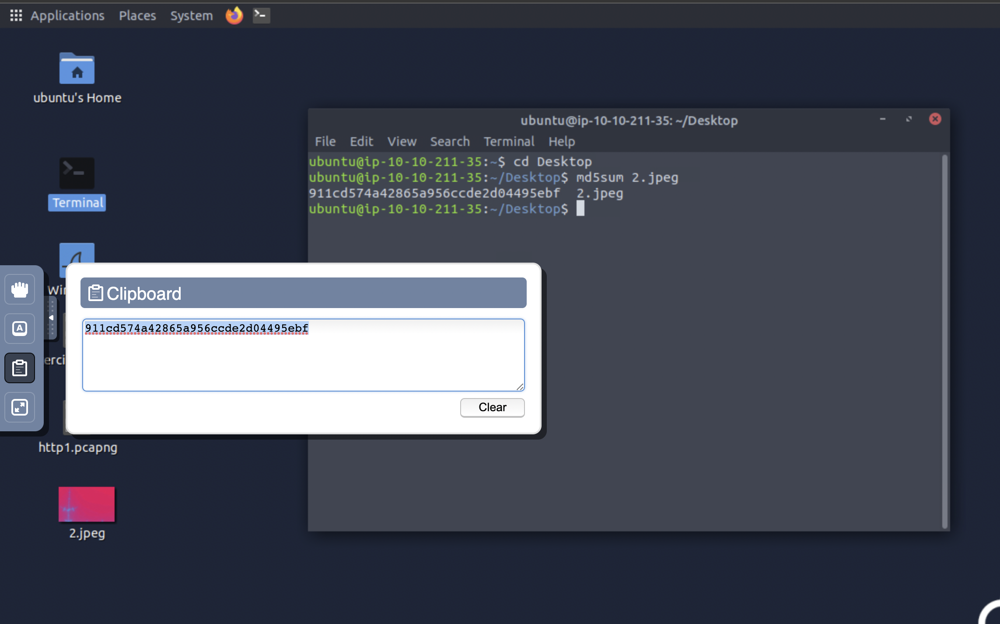 Applications Places System
ubuntu's Home
Terminal
Wir
erci
http1.pcapng
2.jpeg
ubuntu@ip-10-10-211-35: ~/Desktop
File Edit View Search Terminal Help
ubuntu@ip-10-10-211-35:~$ cd Desktop
ubuntu@ip-10-10-211-35:~/Desktop$ md5sum 2.jpeg
911cd574a42865a956ccde2d04495ebf  2.jpeg
ubuntu@ip-10-10-211-35:~/Desktop$
A
Clipboard
911cd574a42865a956ccde2d04495ebf
Clear